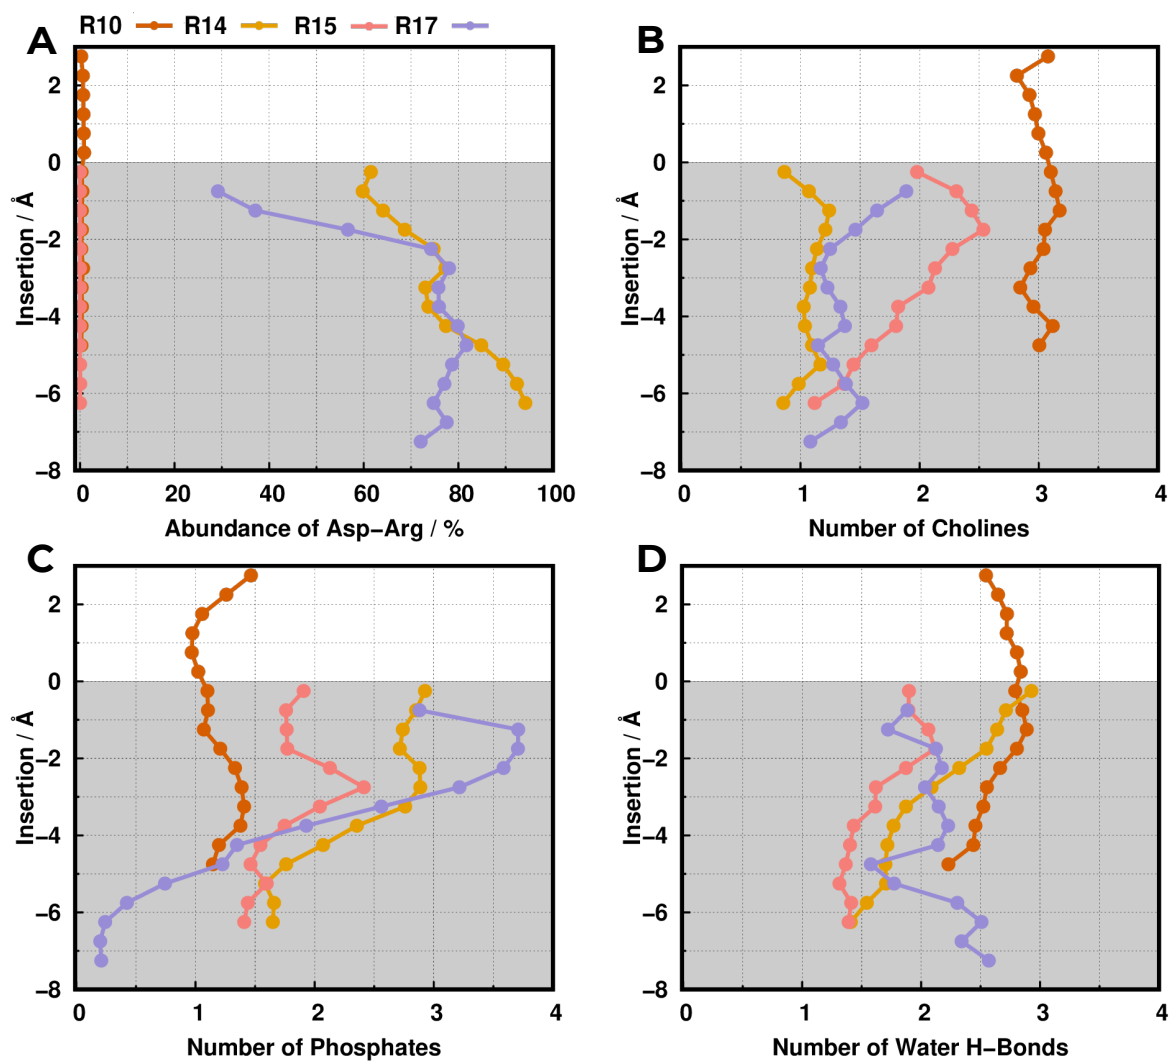 R10 R14 R15 R17
A
2
0
−2
−4
−6
−8
Insertion / Å
0 20 40 60 80 100
Abundance of Asp−Arg / %
B
2
0
−2
−4
−6
−8
Insertion / Å
0 1 2 3 4
Number of Cholines
C
2
0
−2
−4
−6
−8
Insertion / Å
0 1 2 3 4
Number of Phosphates
D
2
0
−2
−4
−6
−8
Insertion / Å
0 1 2 3 4
Number of Water H−Bonds